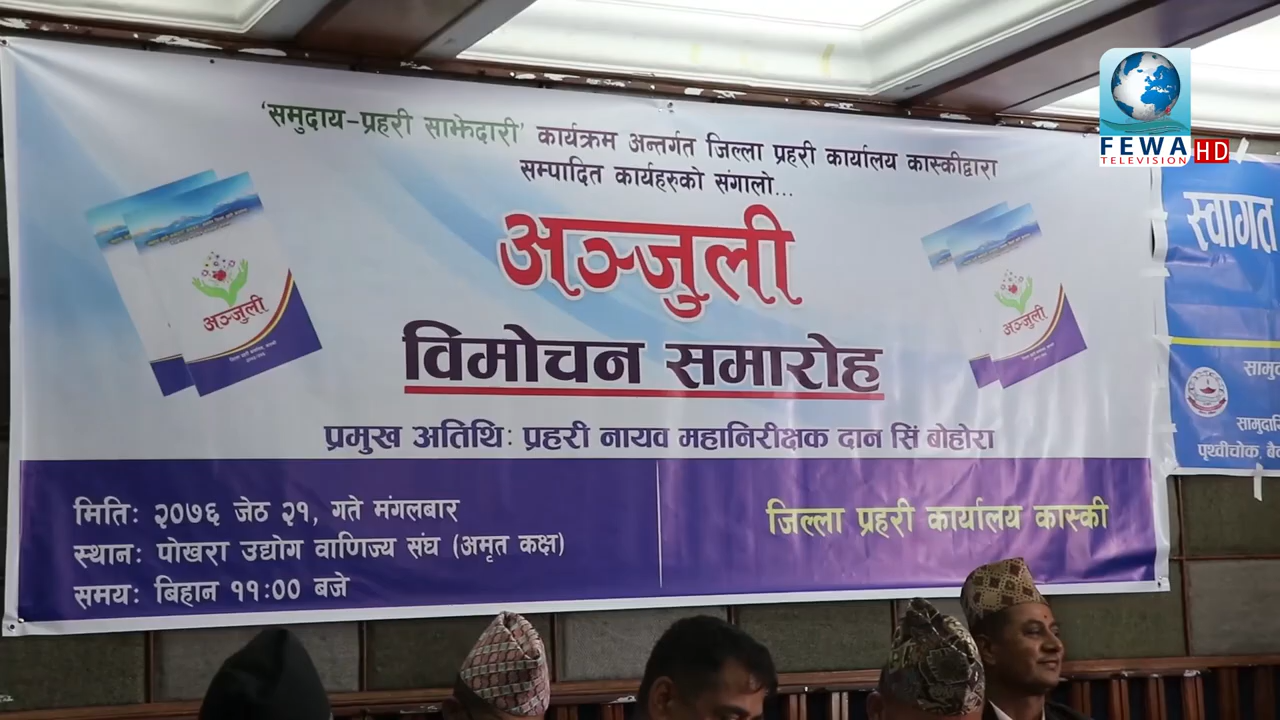 'समुदाय-प्रहरी साझेदारी' कार्यक्रम अन्तर्गत जिल्ला प्रहरी कार्यालय कास्कीद्वारा
सम्पादित कार्यहरुको संगालो...
अञ्जुली
विमोचन समारोह
प्रमुख अतिथिः प्रहरी नायव महानिरीक्षक दान सिं बोहोरा
मितिः २०७६ जेठ २१, गते मंगलबार
स्थानः पोखरा उद्योग वाणिज्य संघ (अमृत कक्ष)
समयः बिहान ११:०० बजे
जिल्ला प्रहरी कार्यालय कास्की
अञ्जुली
अञ्जुली
FEWA HD
TELEVISION
स्वागत
पृथ्वीचोक,